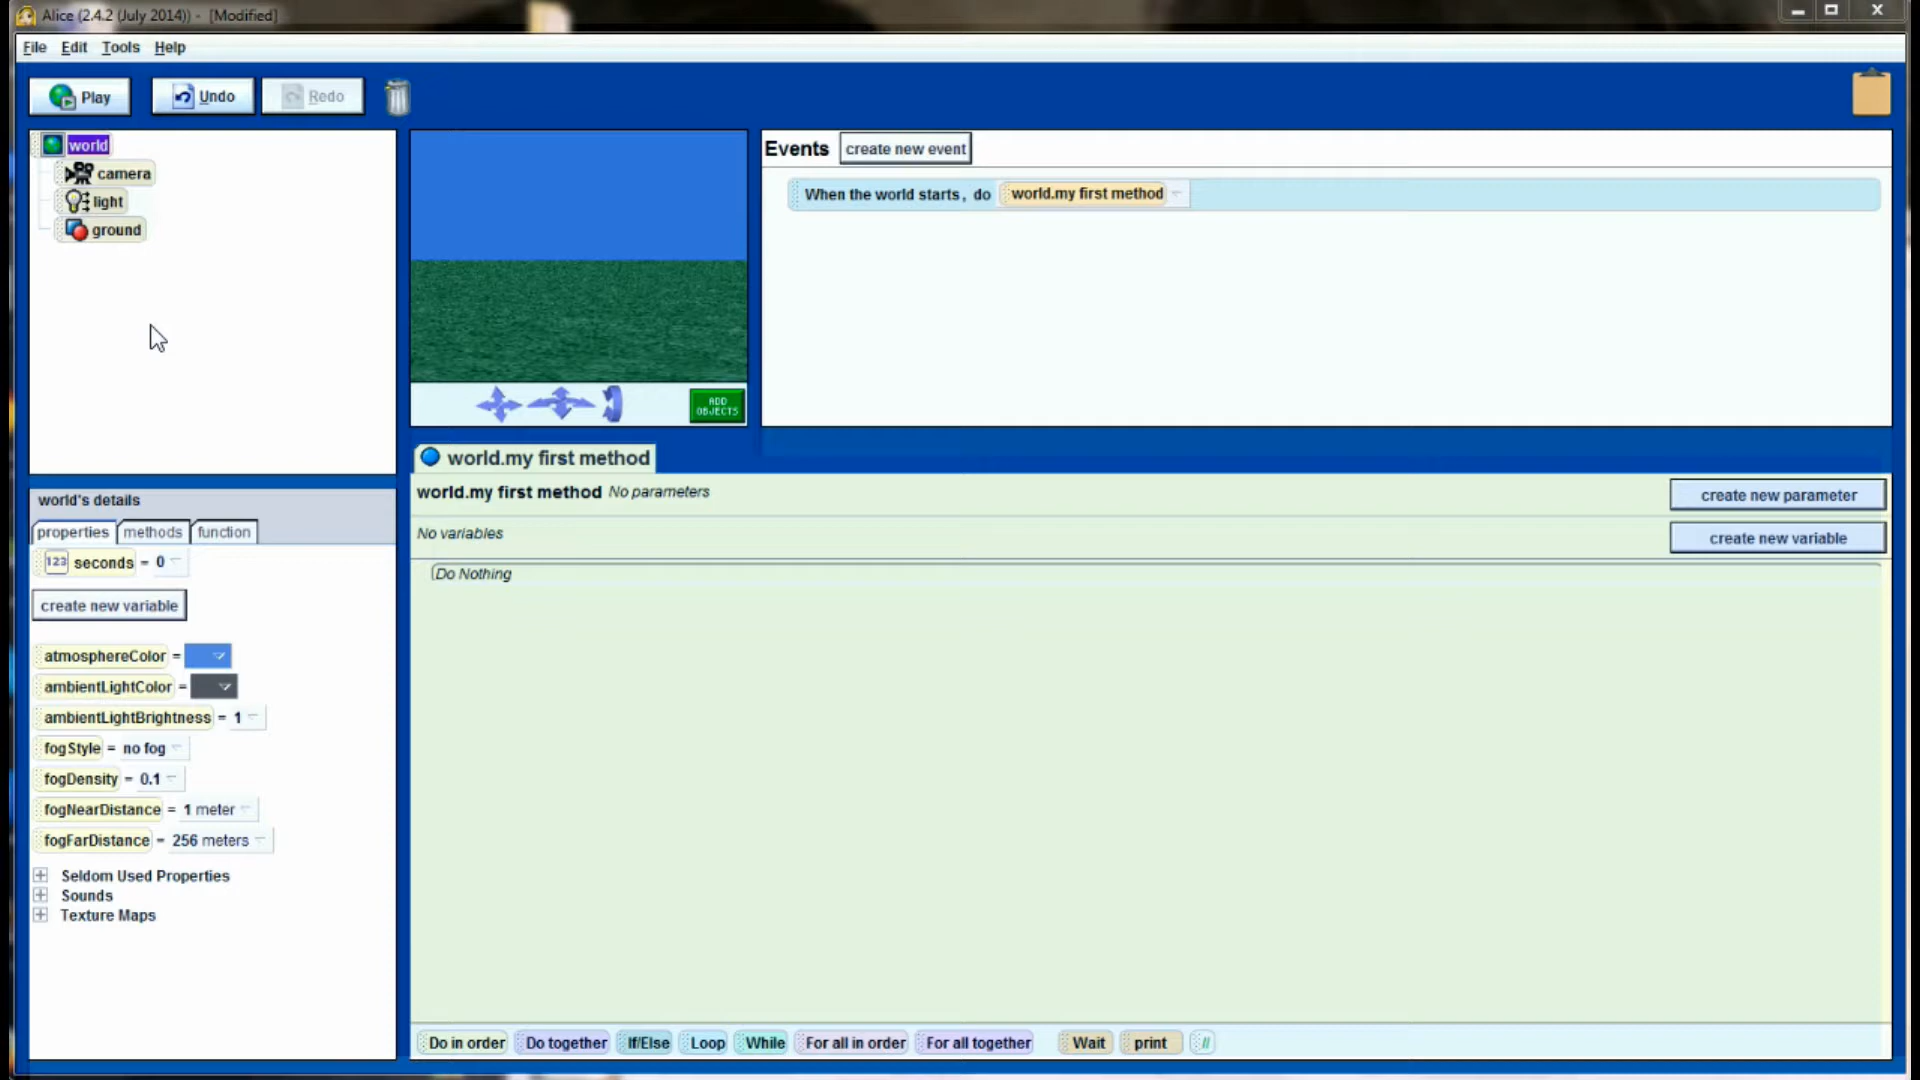 Alice (2.4.2 (July 2014)) - [Modified]
File Edit Tools Help
Play Undo Redo
world
camera
light
ground
ADD OBJECTS
Events create new event
When the world starts, do world.my first method
world's details
properties methods function
123 seconds = 0
create new variable
atmosphereColor =
ambientLightColor =
ambientLightBrightness = 1
fogStyle = no fog
fogDensity = 0.1
fogNearDistance = 1 meter
fogFarDistance = 256 meters
Seldom Used Properties
Sounds
Texture Maps
world.my first method
world.my first method No parameters create new parameter
No variables create new variable
(Do Nothing
Do in order Do together If/Else Loop While For all in order For all together Wait print //